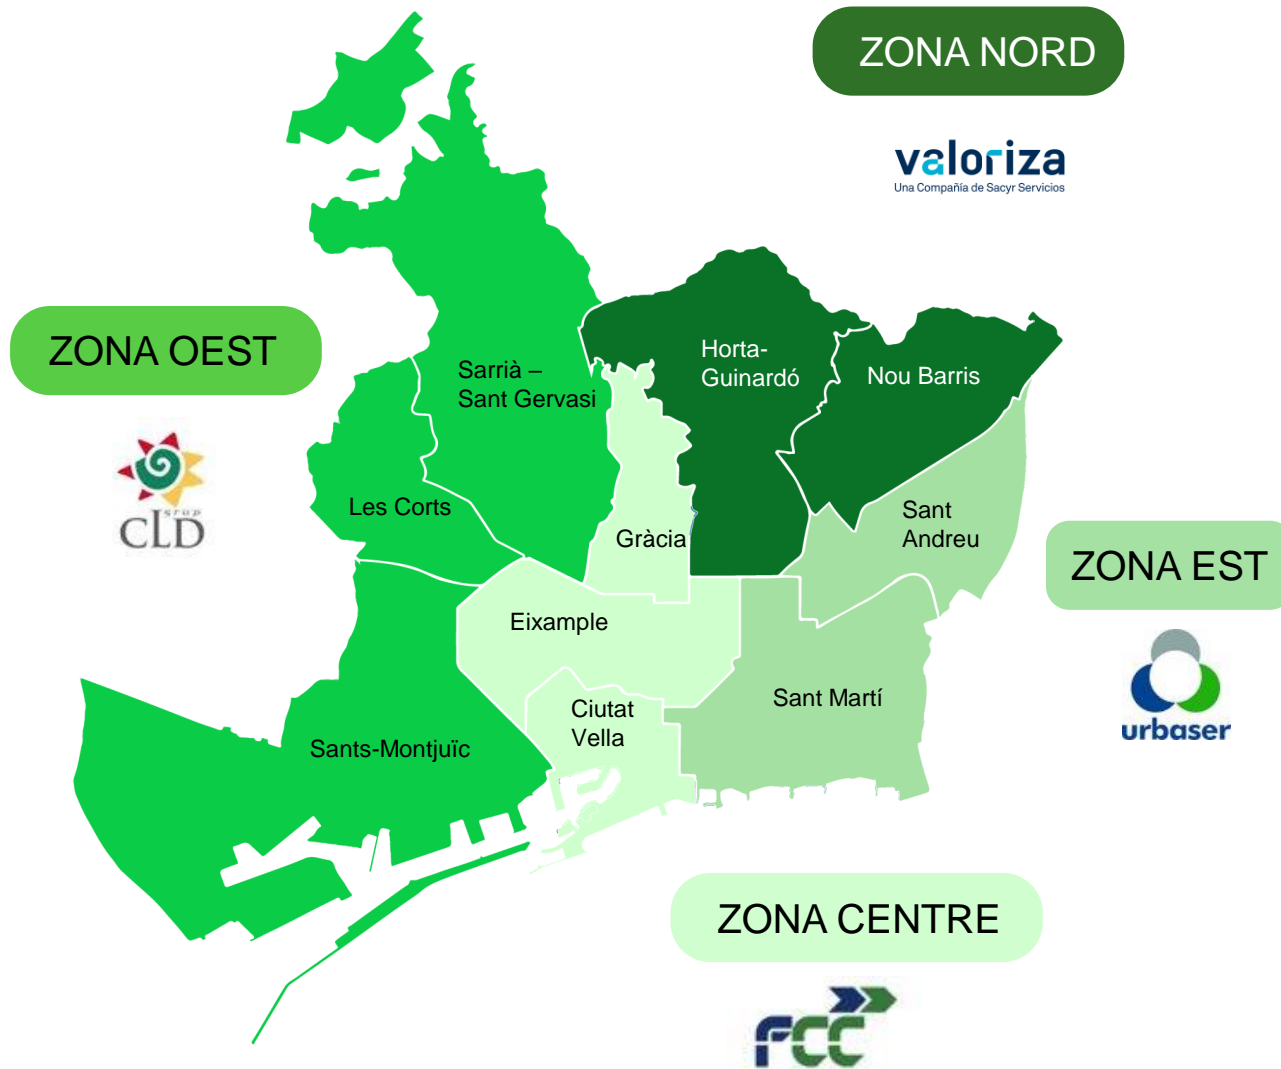 ZONA NORD
valoriza
Una Compañía de Sacyr Servicios
ZONA OEST
grup
CLD
Sarrià –
Sant Gervasi
Horta-
Guinardó
Nou Barris
Les Corts
Gràcia
Sant
Andreu
ZONA EST
urbaser
Eixample
Sant Martí
Ciutat
Vella
Sants-Montjuïc
ZONA CENTRE
FCC